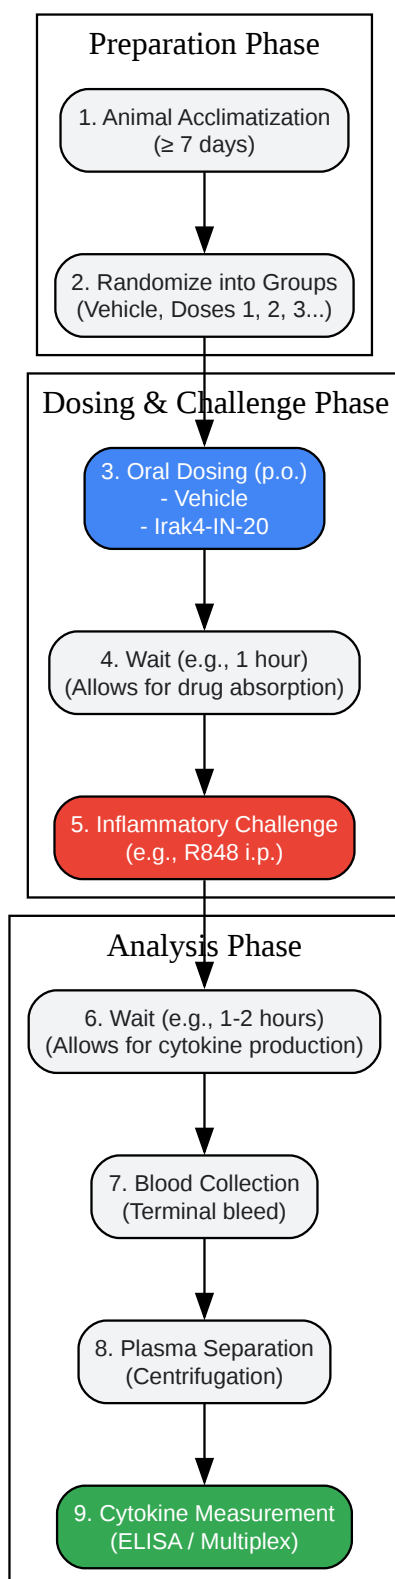 Preparation Phase
1. Animal Acclimatization
(≥ 7 days)
2. Randomize into Groups
(Vehicle, Doses 1, 2, 3...)
Dosing & Challenge Phase
3. Oral Dosing (p.o.)
- Vehicle
- Irak4-IN-20
4. Wait (e.g., 1 hour)
(Allows for drug absorption)
5. Inflammatory Challenge
(e.g., R848 i.p.)
Analysis Phase
6. Wait (e.g., 1-2 hours)
(Allows for cytokine production)
7. Blood Collection
(Terminal bleed)
8. Plasma Separation
(Centrifugation)
9. Cytokine Measurement
(ELISA / Multiplex)